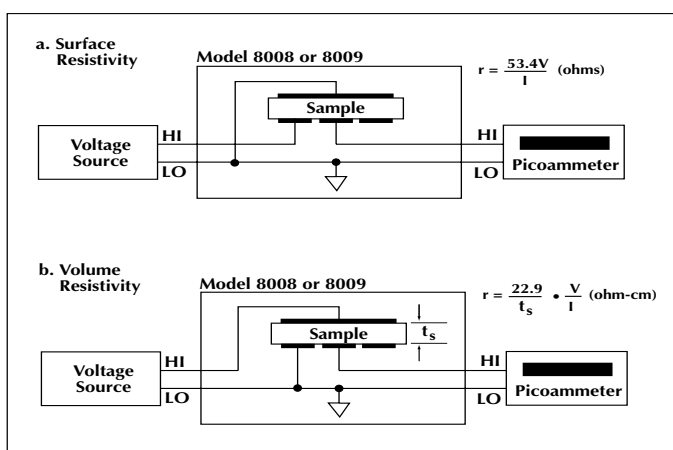 a. Surface
Resistivity
Model 8008 or 8009
r = 53.4V / I (ohms)
Sample
Voltage
Source
HI
LO
HI
LO
Picoammeter
b. Volume
Resistivity
Model 8008 or 8009
r = 22.9 / ts • V / I (ohm-cm)
Sample
ts
Voltage
Source
HI
LO
HI
LO
Picoammeter